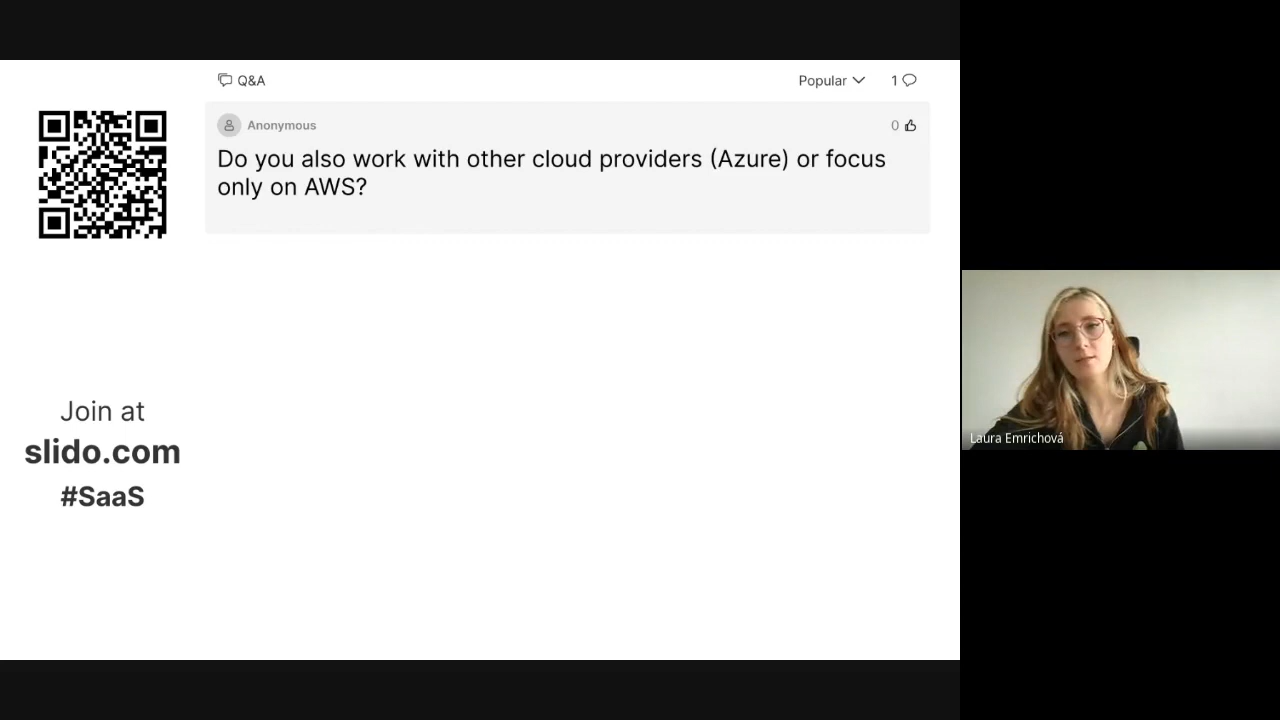 Q&A
Popular
1
Anonymous
0
Do you also work with other cloud providers (Azure) or focus
only on AWS?
Join at
slido.com
#SaaS
Laura Emrichová